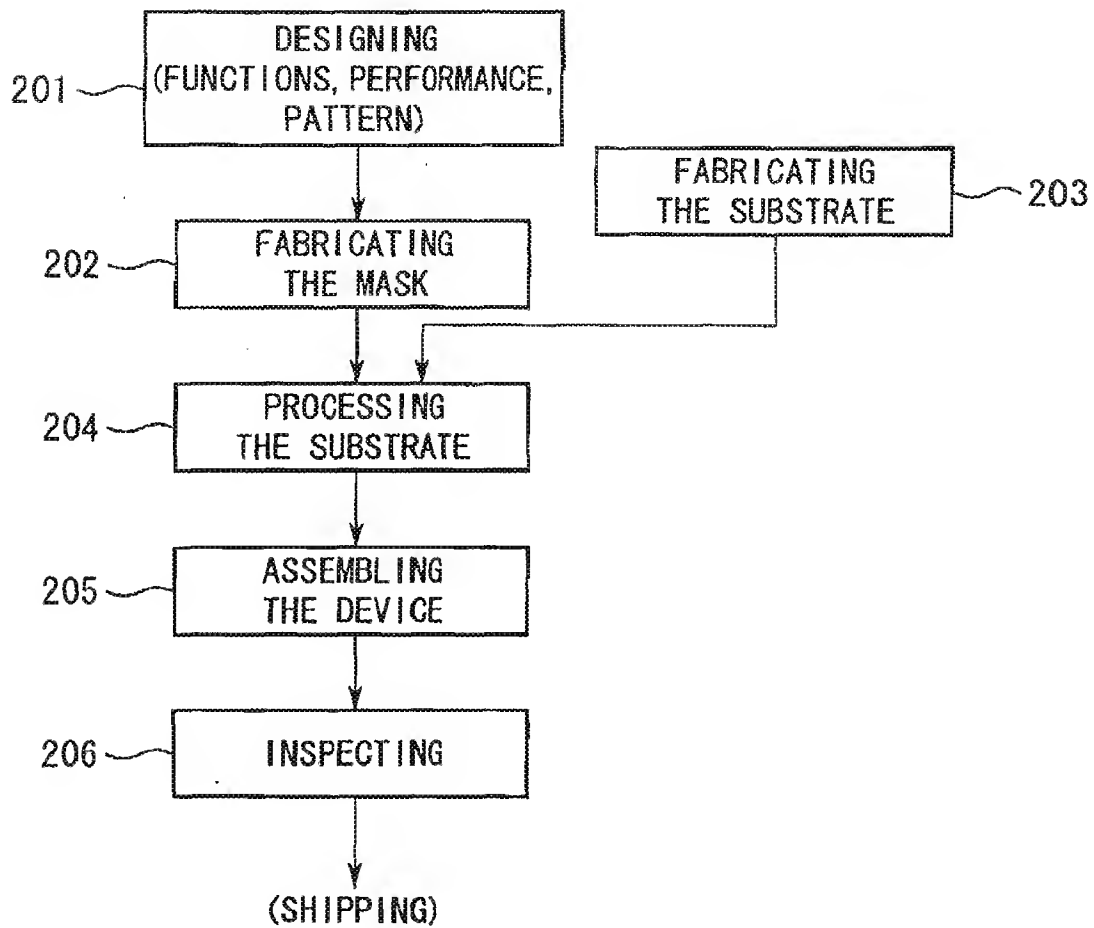 201
DESIGNING
(FUNCTIONS, PERFORMANCE,
PATTERN)
FABRICATING
THE SUBSTRATE
203
202
FABRICATING
THE MASK
204
PROCESSING
THE SUBSTRATE
205
ASSEMBLING
THE DEVICE
206
INSPECTING
(SHIPPING)